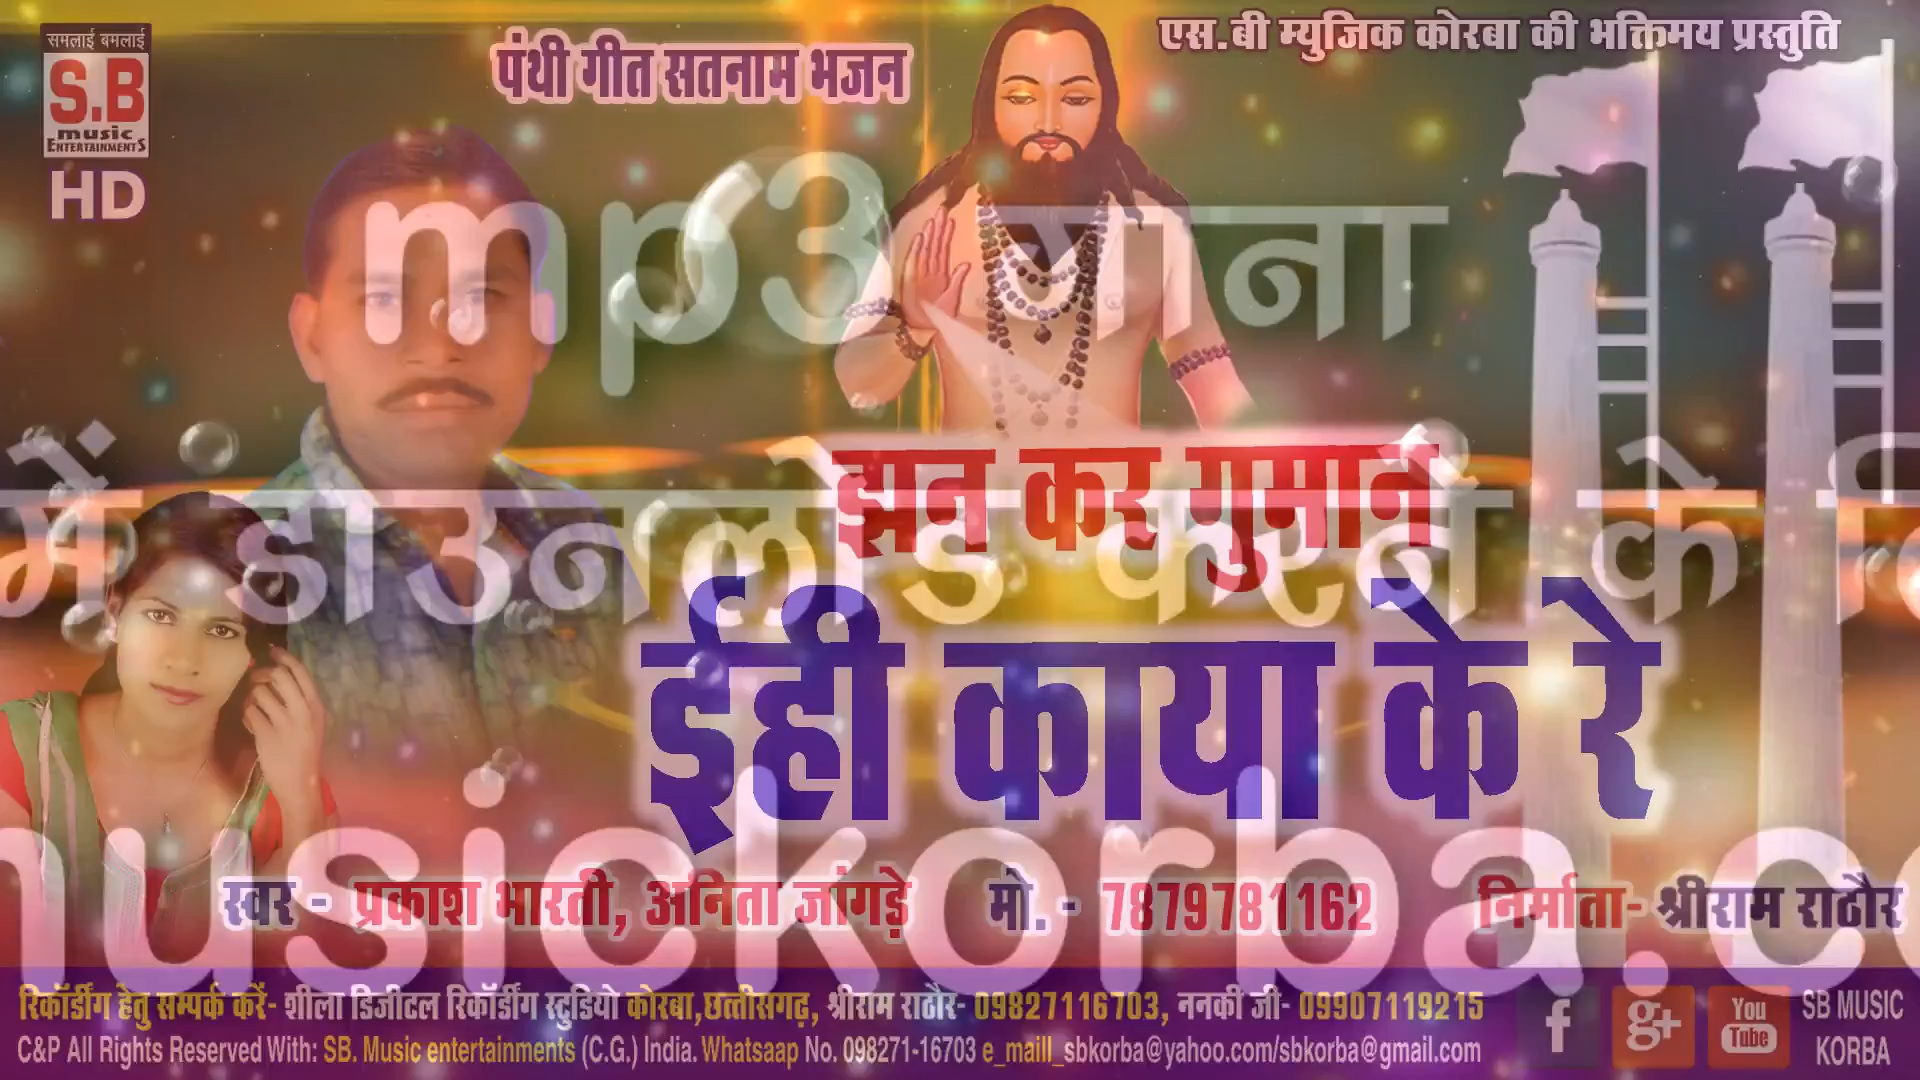 समलाई बमलाई
S.B
music
ENTERTAINMENTS
HD
पंथी गीत सतनाम भजन
एस.बी म्युजिक कोरबा की भक्तिमय प्रस्तुति
mp3 गाना
में डाउनलोड करने के लि
झन कर गुमान
ईही काया के रे
musickorba.co
स्वर - प्रकाश भारती, अनिता जांगड़े मो. - 7879781162 निर्माता- श्रीराम राठौर
रिकॉर्डींग हेतु सम्पर्क करें- शीला डिजीटल रिकॉर्डींग स्टुडियो कोरबा,छत्तीसगढ़, श्रीराम राठौर- 09827116703, ननकी जी- 09907119215
C&P All Rights Reserved With: SB. Music entertainments (C.G.) India. Whatsaap No. 098271-16703 e_maill_sbkorba@yahoo.com/sbkorba@gmail.com
f g+ You Tube
SB MUSIC
KORBA